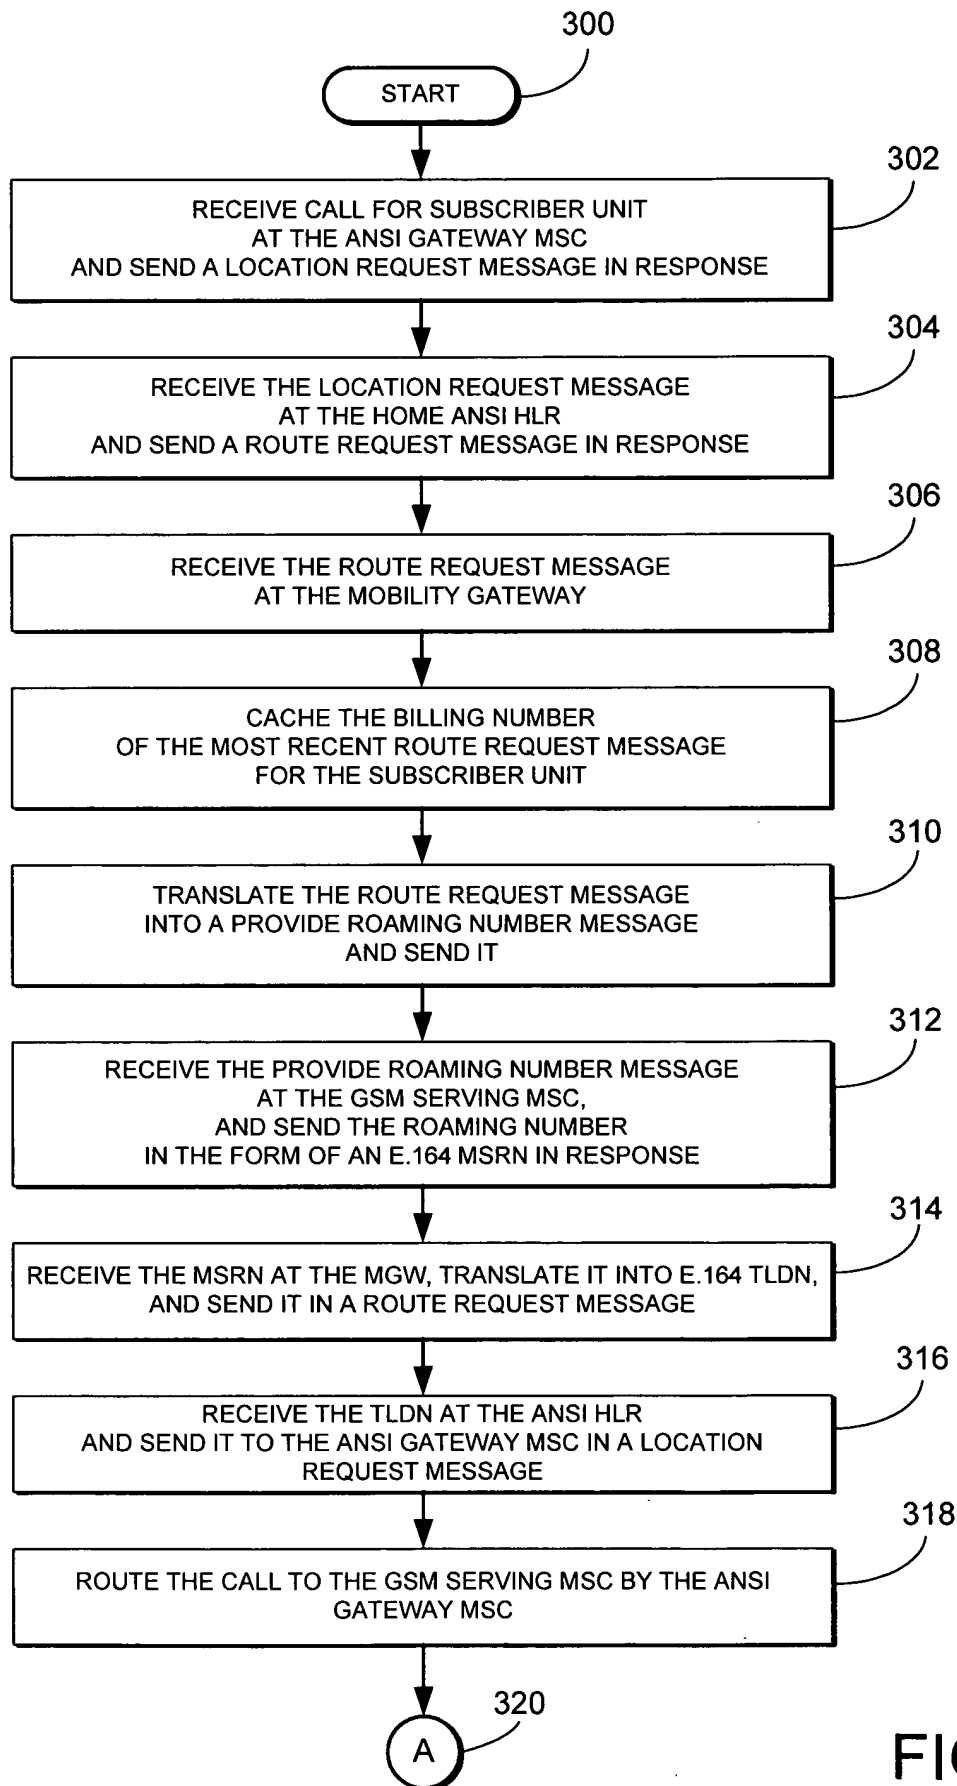 300
START
302
RECEIVE CALL FOR SUBSCRIBER UNIT
AT THE ANSI GATEWAY MSC
AND SEND A LOCATION REQUEST MESSAGE IN RESPONSE
304
RECEIVE THE LOCATION REQUEST MESSAGE
AT THE HOME ANSI HLR
AND SEND A ROUTE REQUEST MESSAGE IN RESPONSE
306
RECEIVE THE ROUTE REQUEST MESSAGE
AT THE MOBILITY GATEWAY
308
CACHE THE BILLING NUMBER
OF THE MOST RECENT ROUTE REQUEST MESSAGE
FOR THE SUBSCRIBER UNIT
310
TRANSLATE THE ROUTE REQUEST MESSAGE
INTO A PROVIDE ROAMING NUMBER MESSAGE
AND SEND IT
312
RECEIVE THE PROVIDE ROAMING NUMBER MESSAGE
AT THE GSM SERVING MSC,
AND SEND THE ROAMING NUMBER
IN THE FORM OF AN E.164 MSRN IN RESPONSE
314
RECEIVE THE MSRN AT THE MGW, TRANSLATE IT INTO E.164 TLDN,
AND SEND IT IN A ROUTE REQUEST MESSAGE
316
RECEIVE THE TLDN AT THE ANSI HLR
AND SEND IT TO THE ANSI GATEWAY MSC IN A LOCATION
REQUEST MESSAGE
318
ROUTE THE CALL TO THE GSM SERVING MSC BY THE ANSI
GATEWAY MSC
320
A